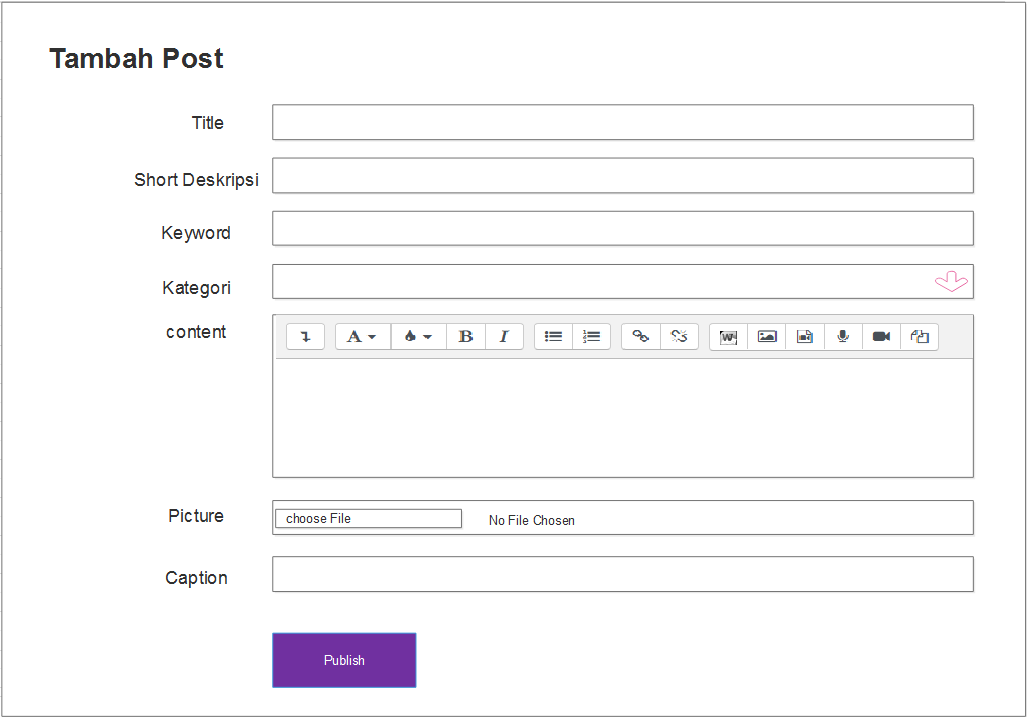 Tambah Post
Title
Short Deskripsi
Keyword
Kategori
content
A B I
W
Picture
choose File No File Chosen
Caption
Publish